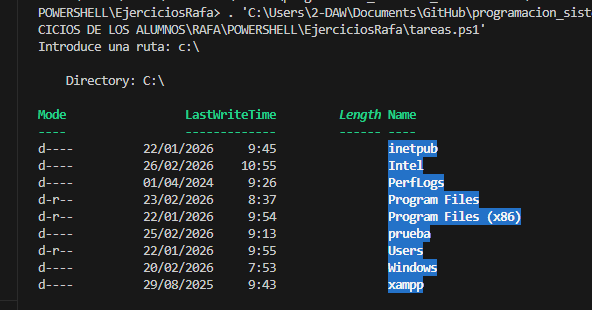 POWERSHELL\EjerciciosRafa> . 'C:\Users\2-DAW\Documents\GitHub\programacion_sist
CICIOS DE LOS ALUMNOS\RAFA\POWERSHELL\EjerciciosRafa\tareas.ps1'
Introduce una ruta: c:\
Directory: C:\
Mode LastWriteTime Length Name
---- ------------- ------ ----
d---- 22/01/2026 9:45 inetpub
d---- 26/02/2026 10:55 Intel
d---- 01/04/2024 9:26 PerfLogs
d-r-- 23/02/2026 8:37 Program Files
d-r-- 22/01/2026 9:54 Program Files (x86)
d---- 25/02/2026 9:13 prueba
d-r-- 22/01/2026 9:55 Users
d---- 20/02/2026 7:53 Windows
d---- 29/08/2025 9:43 xampp